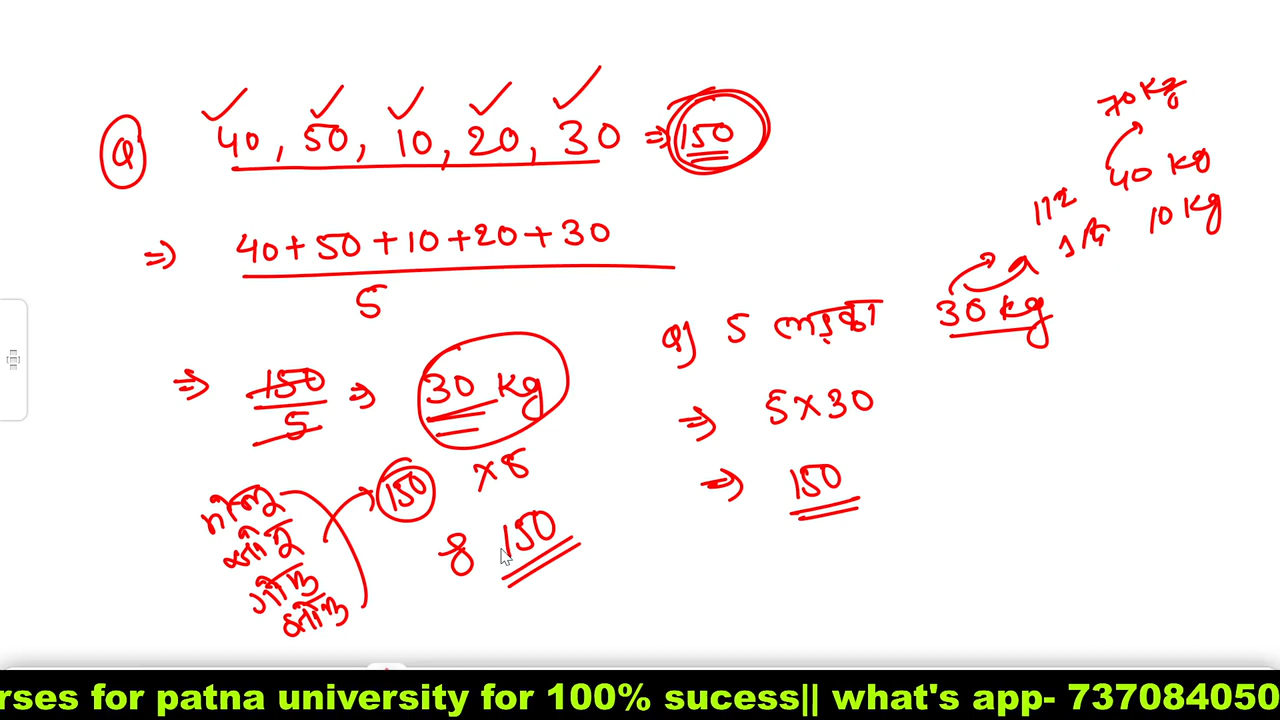 Q) 40, 50, 10, 20, 30 ⇒ 150
⇒ 40+50+10+20+30
5
⇒ 150
5
⇒ 30 kg
×5
150
150
Q) 5 लड़का 30 kg
⇒ 5×30
⇒ 150
70 kg
40 kg
10 kg
rses for patna university for 100% sucess|| what's app- 737084050